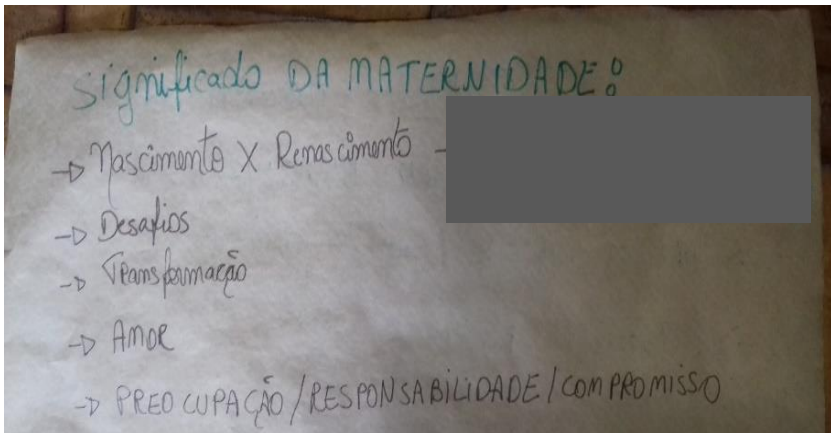 Significado DA MATERNIDADE:
→ Nascimento X Renascimento -
→ Desafios
→ Transformação
→ AMOR
→ PREOCUPAÇÃO/RESPONSABILIDADE/COMPROMISSO